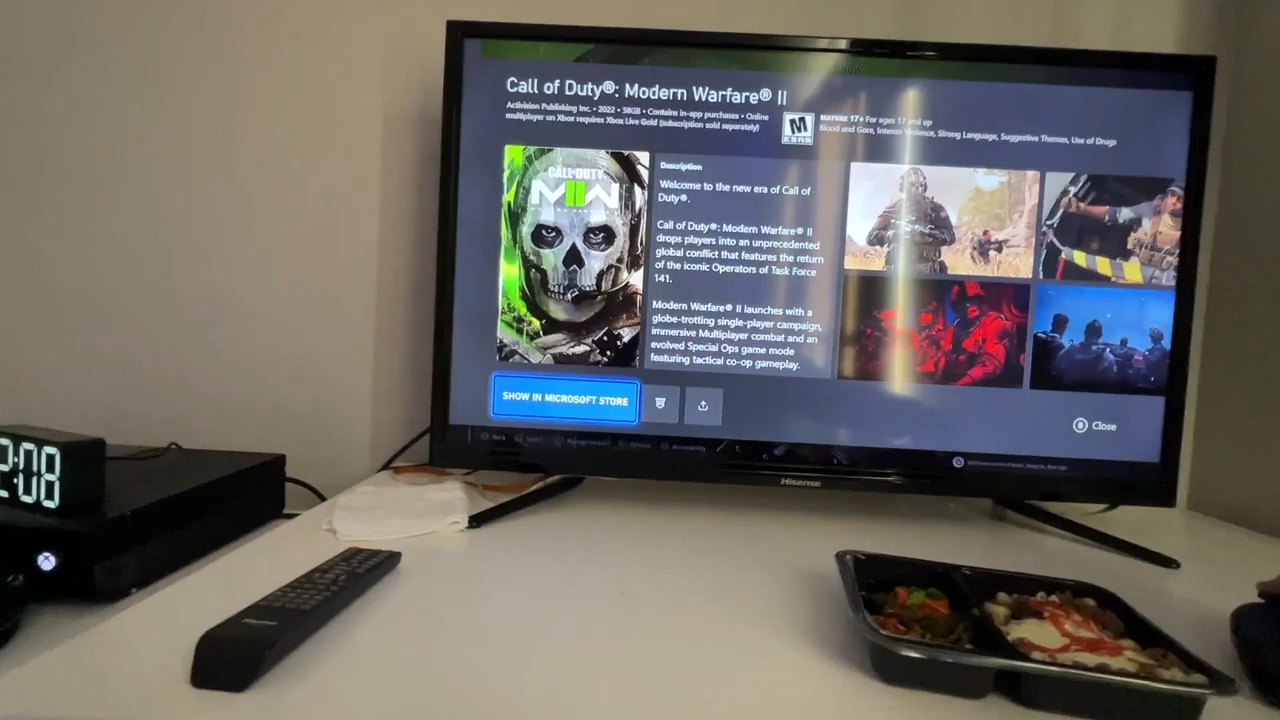 Call of Duty®: Modern Warfare® II
Activision Publishing Inc. • 2022 • 58GB • Contains in-app purchases • Online
multiplayer on Xbox requires Xbox Live Gold (subscription sold separately)
M
ESRB
MATURE 17+ For ages 17 and up
Blood and Gore, Intense Violence, Strong Language, Suggestive Themes, Use of Drugs
CALL OF DUTY
MWII
Description
Welcome to the new era of Call of
Duty®.
Call of Duty®: Modern Warfare® II
drops players into an unprecedented
global conflict that features the return
of the iconic Operators of Task Force
141.
Modern Warfare® II launches with a
globe-trotting single-player campaign,
immersive Multiplayer combat and an
evolved Special Ops game mode
featuring tactical co-op gameplay.
SHOW IN MICROSOFT STORE
B Close
Back
Select
Options
Accessibility
Hisense
2:08
Hisense